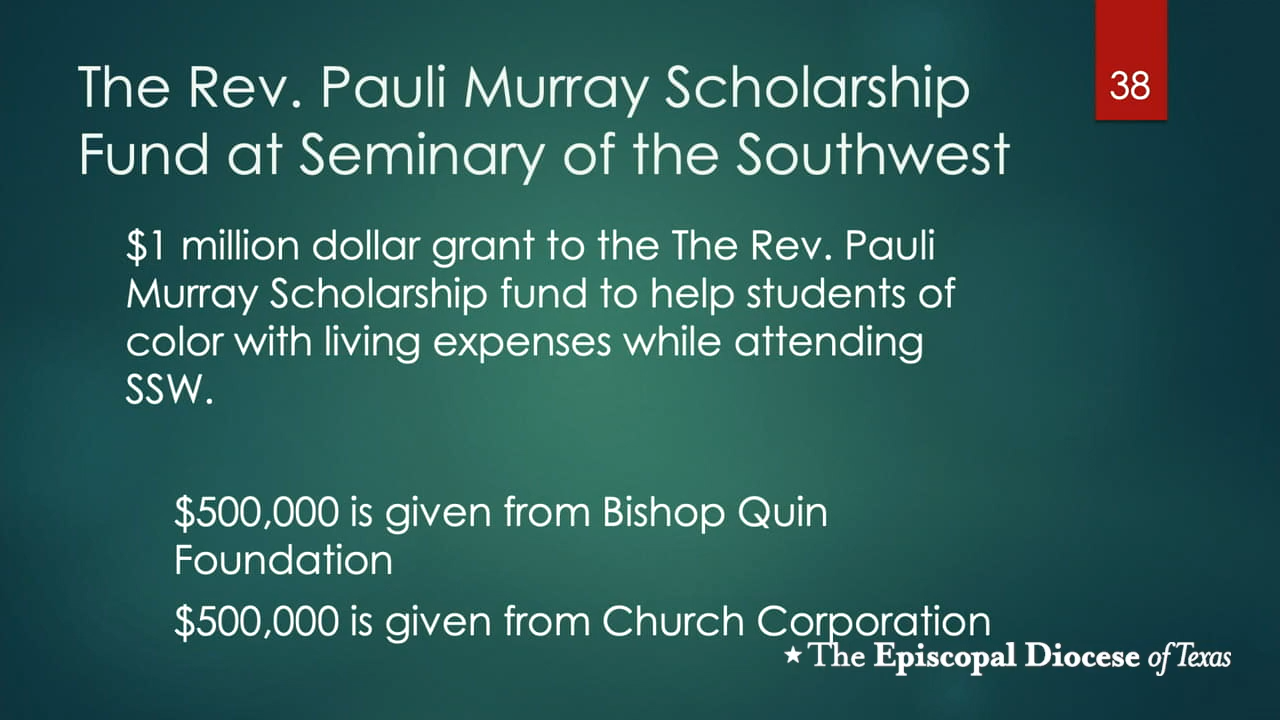 The Rev. Pauli Murray Scholarship
Fund at Seminary of the Southwest
38
$1 million dollar grant to the The Rev. Pauli
Murray Scholarship fund to help students of
color with living expenses while attending
SSW.
$500,000 is given from Bishop Quin
Foundation
$500,000 is given from Church Corporation
The Episcopal Diocese of Texas